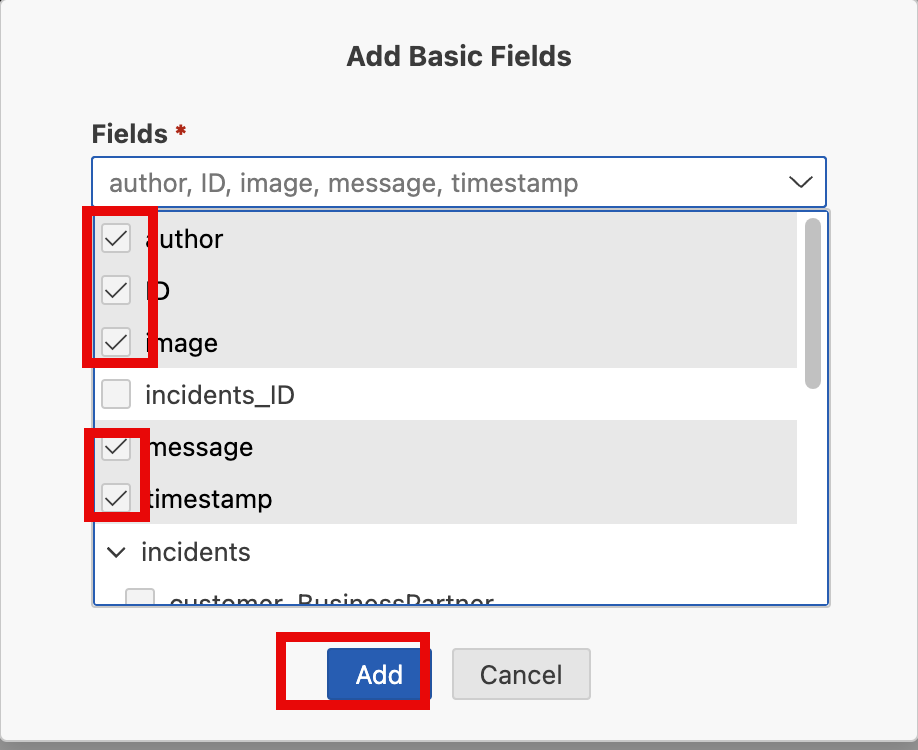 Add Basic Fields
Fields *
author, ID, image, message, timestamp
author
ID
image
incidents_ID
message
timestamp
incidents
customer_BusinessPartner
Add
Cancel